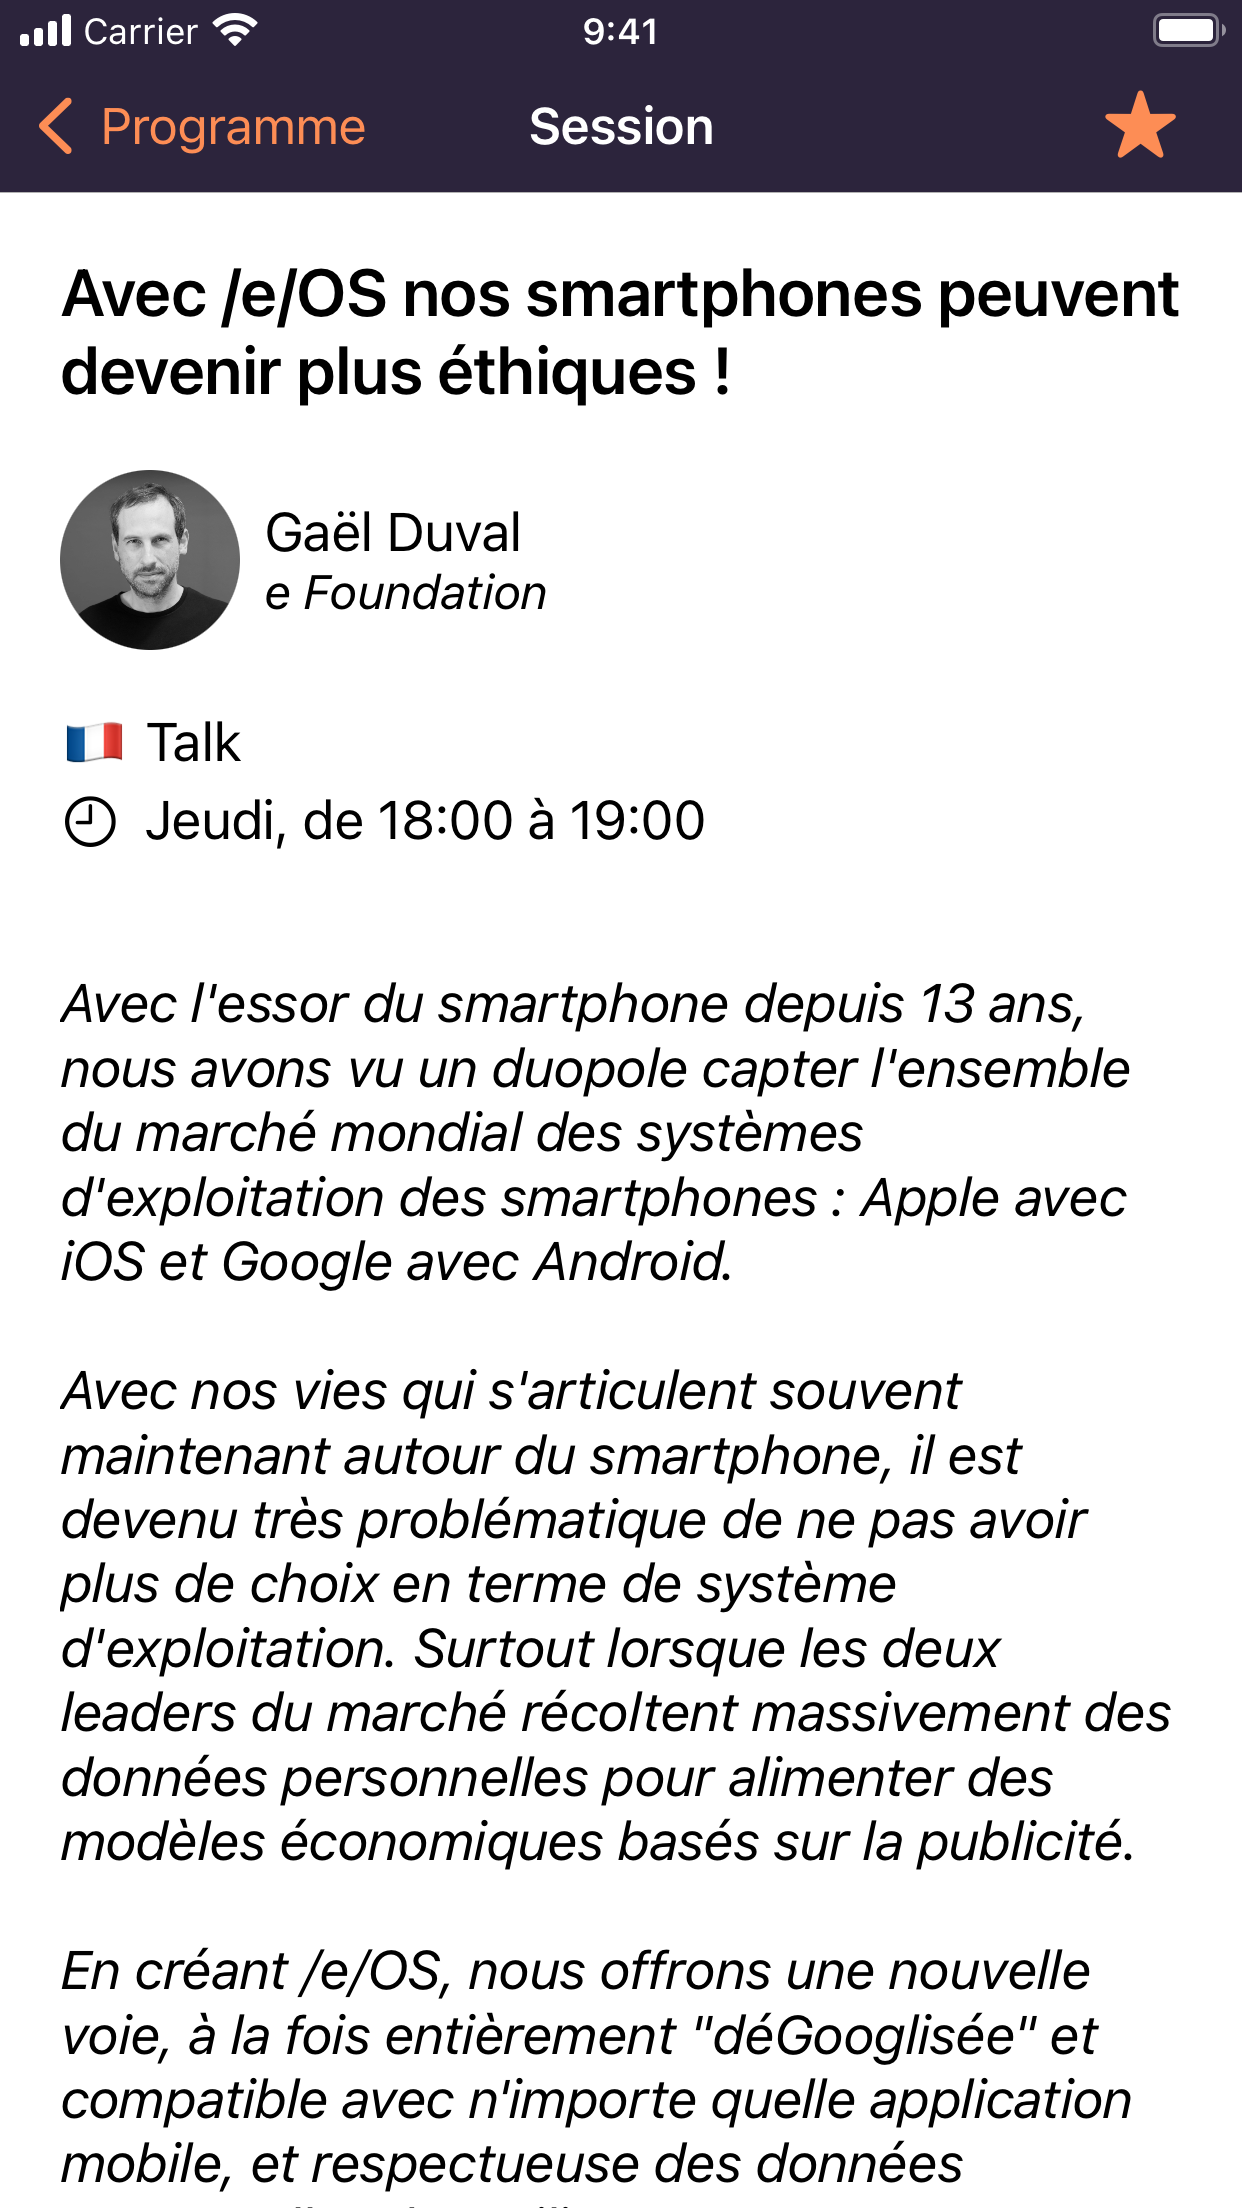 Carrier 9:41
Programme Session
Avec /e/OS nos smartphones peuvent
devenir plus éthiques !
Gaël Duval
e Foundation
Talk
Jeudi, de 18:00 à 19:00
Avec l'essor du smartphone depuis 13 ans,
nous avons vu un duopole capter l'ensemble
du marché mondial des systèmes
d'exploitation des smartphones : Apple avec
iOS et Google avec Android.
Avec nos vies qui s'articulent souvent
maintenant autour du smartphone, il est
devenu très problématique de ne pas avoir
plus de choix en terme de système
d'exploitation. Surtout lorsque les deux
leaders du marché récoltent massivement des
données personnelles pour alimenter des
modèles économiques basés sur la publicité.
En créant /e/OS, nous offrons une nouvelle
voie, à la fois entièrement "déGooglisée" et
compatible avec n'importe quelle application
mobile, et respectueuse des données